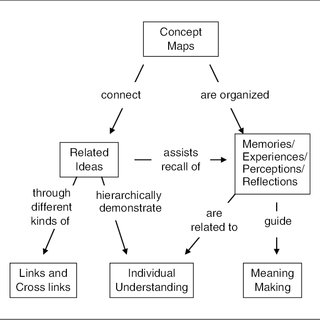 Concept
Maps
connect
are organized
Related
Ideas
assists
recall of
Memories/
Experiences/
Perceptions/
Reflections
through
different
kinds of
hierarchically
demonstrate
are
related to
guide
Links and
Cross links
Individual
Understanding
Meaning
Making